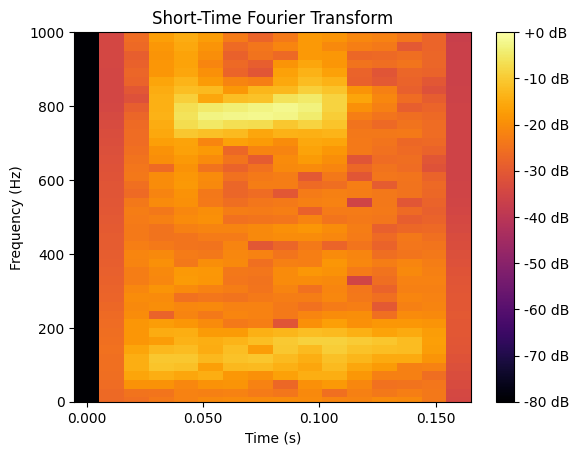 Short-Time Fourier Transform
1000
800
600
400
200
0
Frequency (Hz)
0.000
0.050
0.100
0.150
Time (s)
+0 dB
-10 dB
-20 dB
-30 dB
-40 dB
-50 dB
-60 dB
-70 dB
-80 dB